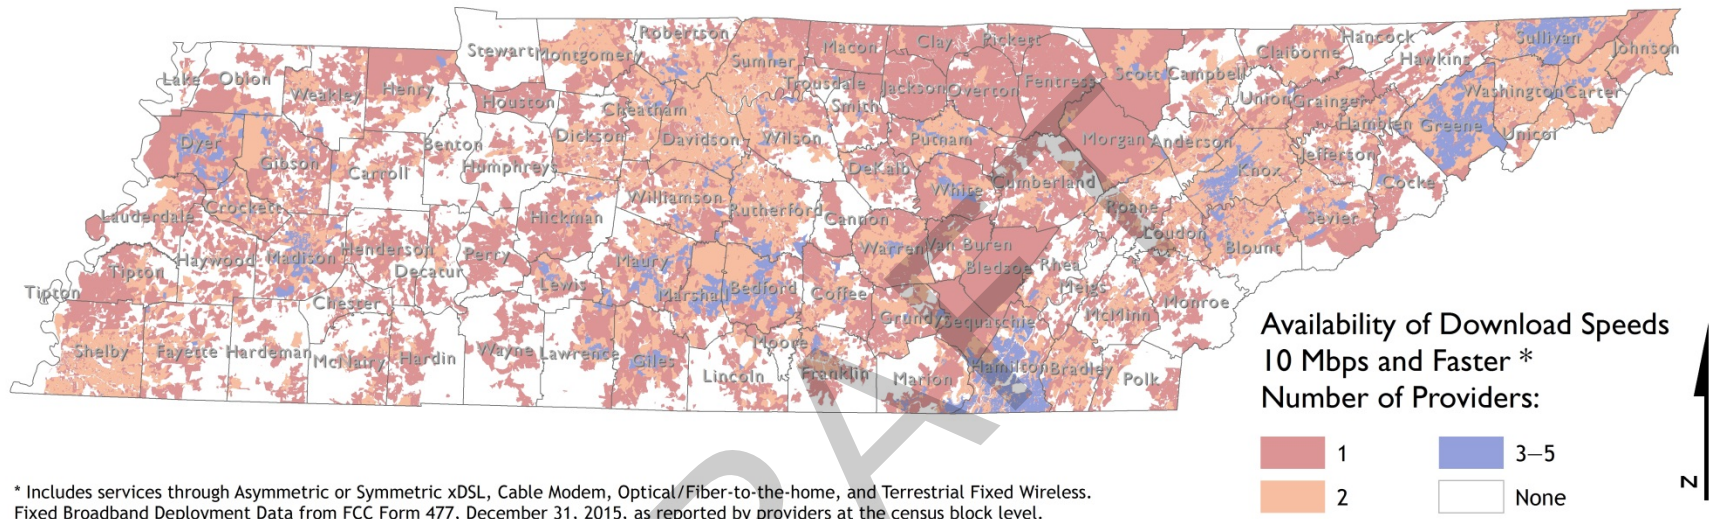 Robertson
Hancock
Stewart
Montgomery
Macon
Clay
Pickett
Sullivan
Johnson
Claiborne
Hawkins
Sumner
Lake
Obion
Trousdale
Scott
Campbell
Weakley
Henry
Jackson
Overton
Fentress
Houston
Cheatham
Smith
Union
Grainger
Washington
Carter
Hamblen
Greene
Unicoi
Dyer
Gibson
Benton
Dickson
Davidson
Wilson
Putnam
Morgan
Anderson
Carroll
Humphreys
DeKalb
Jefferson
Knox
White
Cumberland
Cocke
Lauderdale
Crockett
Hickman
Williamson
Rutherford
Cannon
Roane
Sevier
Loudon
Blount
Haywood
Madison
Henderson
Decatur
Perry
Maury
Warren
Van Buren
Bledsoe
Rhea
Tipton
Tipton
Lewis
Marshall
Bedford
Coffee
Meigs
Monroe
Chester
Grundy
Sequatchie
McMinn
Shelby
Fayette
Hardeman
McNairy
Hardin
Wayne
Lawrence
Giles
Moore
Lincoln
Franklin
Marion
Hamilton
Bradley
Polk
Availability of Download Speeds
10 Mbps and Faster *
Number of Providers:
1
3–5
2
None
N
* Includes services through Asymmetric or Symmetric xDSL, Cable Modem, Optical/Fiber-to-the-home, and Terrestrial Fixed Wireless.
Fixed Broadband Deployment Data from FCC Form 477, December 31, 2015, as reported by providers at the census block level.